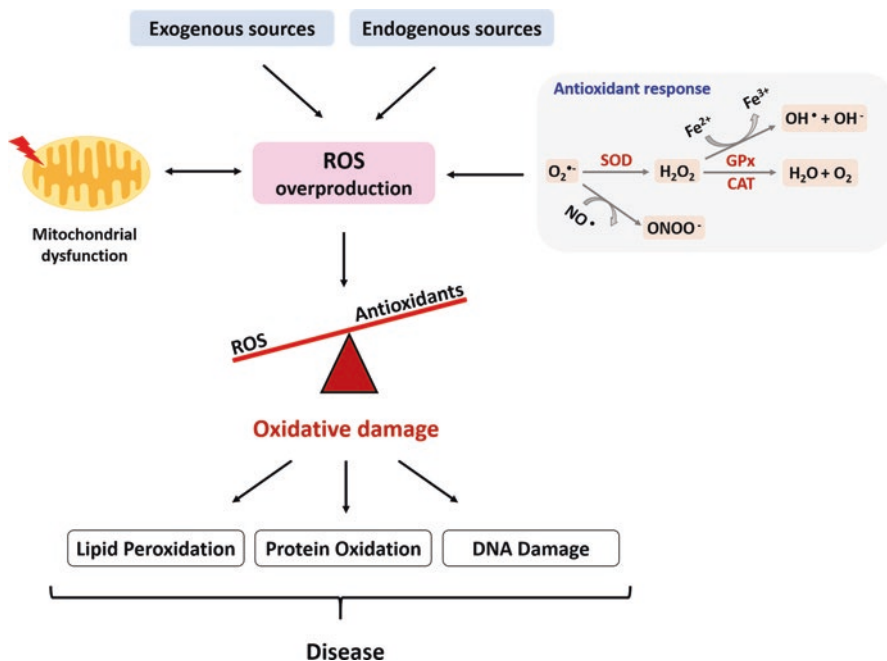 Exogenous sources
Endogenous sources
Antioxidant response
Fe²⁺
Fe³⁺
OH• + OH⁻
ROS
overproduction
O₂•⁻
SOD
H₂O₂
GPx
CAT
H₂O + O₂
NO•
ONOO⁻
Mitochondrial
dysfunction
ROS
Antioxidants
Oxidative damage
Lipid Peroxidation
Protein Oxidation
DNA Damage
Disease